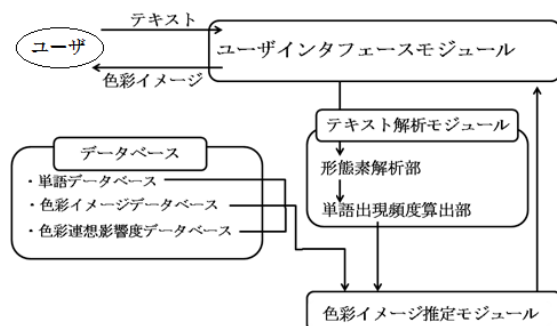 テキスト
ユーザ
ユーザインタフェースモジュール
色彩イメージ
テキスト解析モジュール
データベース
形態素解析部
・単語データベース
・色彩イメージデータベース
単語出現頻度算出部
・色彩連想影響度データベース
色彩イメージ推定モジュール